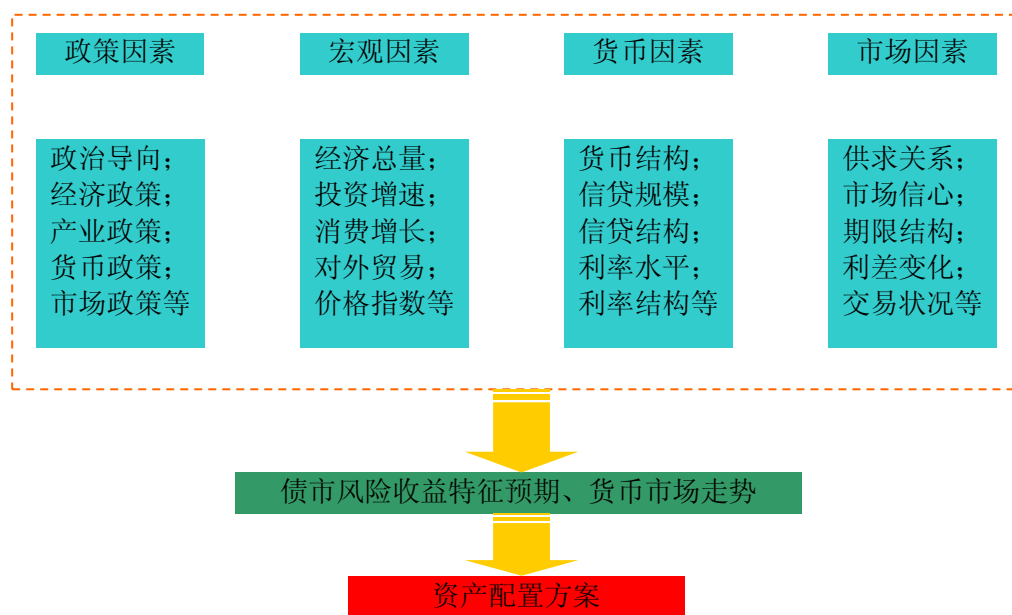 政策因素
宏观因素
货币因素
市场因素
政治导向；
经济政策；
产业政策；
货币政策；
市场政策等
经济总量；
投资增速；
消费增长；
对外贸易；
价格指数等
货币结构；
信贷规模；
信贷结构；
利率水平；
利率结构等
供求关系；
市场信心；
期限结构；
利差变化；
交易状况等
债市风险收益特征预期、货币市场走势
资产配置方案